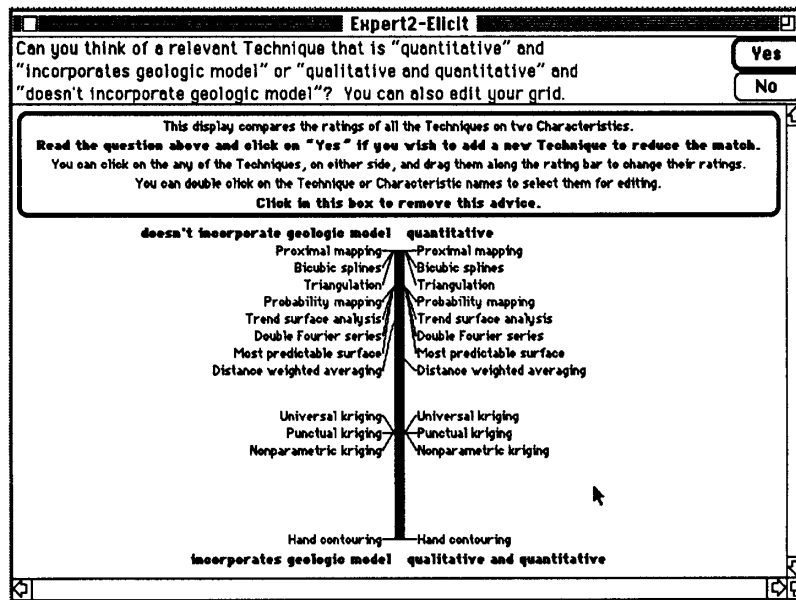 Expert2-Elicit
Can you think of a relevant Technique that is "quantitative" and
"incorporates geologic model" or "qualitative and quantitative" and
"doesn't incorporate geologic model"? You can also edit your grid.
Yes
No
This display compares the ratings of all the Techniques on two Characteristics.
Read the question above and click on "Yes" if you wish to add a new Technique to reduce the match.
You can click on the any of the Techniques, on either side, and drag them along the rating bar to change their ratings.
You can double click on the Technique or Characteristic names to select them for editing.
Click in this box to remove this advice.
doesn't incorporate geologic model quantitative
Proximal mapping Proximal mapping
Bicubic splines Bicubic splines
Triangulation Triangulation
Probability mapping Probability mapping
Trend surface analysis Trend surface analysis
Double Fourier series Double Fourier series
Most predictable surface Most predictable surface
Distance weighted averaging Distance weighted averaging
Universal kriging Universal kriging
Punctual kriging Punctual kriging
Nonparametric kriging Nonparametric kriging
Hand contouring Hand contouring
incorporates geologic model qualitative and quantitative